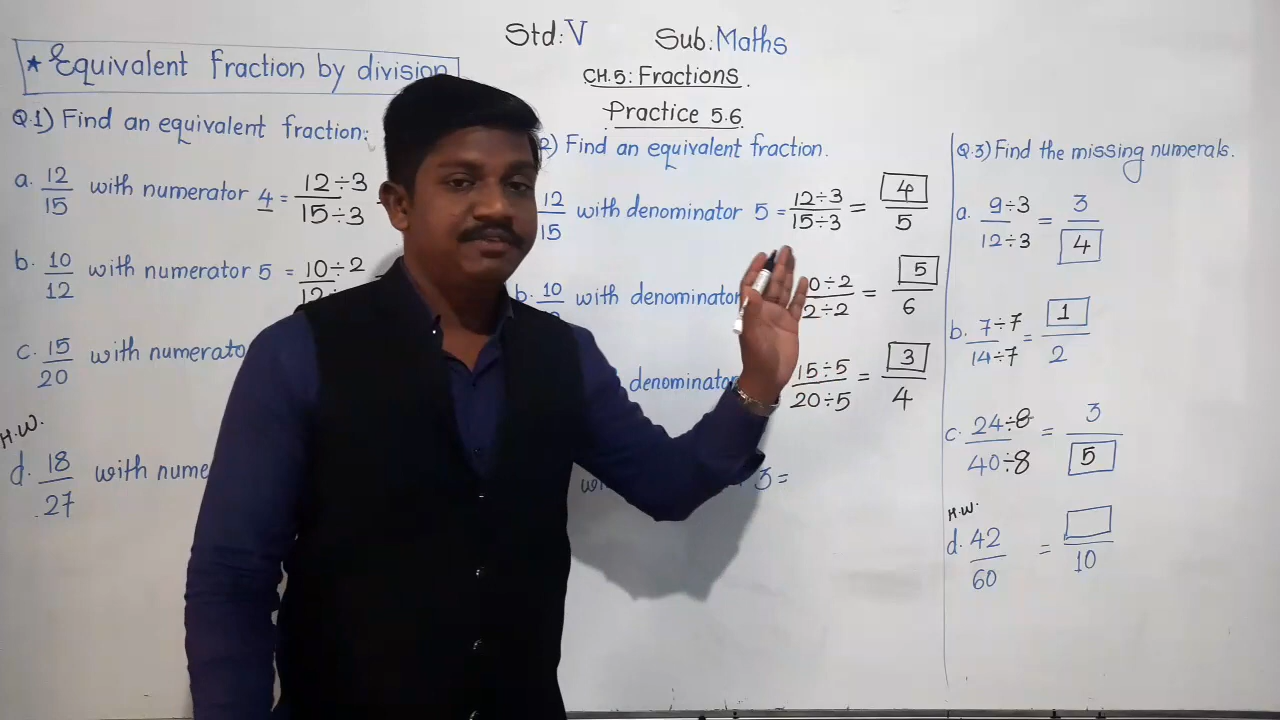 Std: V Sub: Maths
CH.5: Fractions.
Practice 5.6
★ Equivalent fraction by division
Q.1) Find an equivalent fraction:
a. 12/15 with numerator 4 = 12÷3/15÷3 =
b. 10/12 with numerator 5 = 10÷2
c. 15/20 with
H.W.
d. 18/27 with
2) Find an equivalent fraction.
12/15 with denominator 5 = 12÷3/15÷3 = 4/5
b. 10 with denominator 0÷2/2÷2 = 5/6
denominator 15÷5/20÷5 = 3/4
3 =
Q.3) Find the missing numerals.
a. 9÷3/12÷3 = 3/4
b. 7÷7/14÷7 = 1/2
c. 24÷8/40÷8 = 3/5
H.W.
d. 42/60 = /10